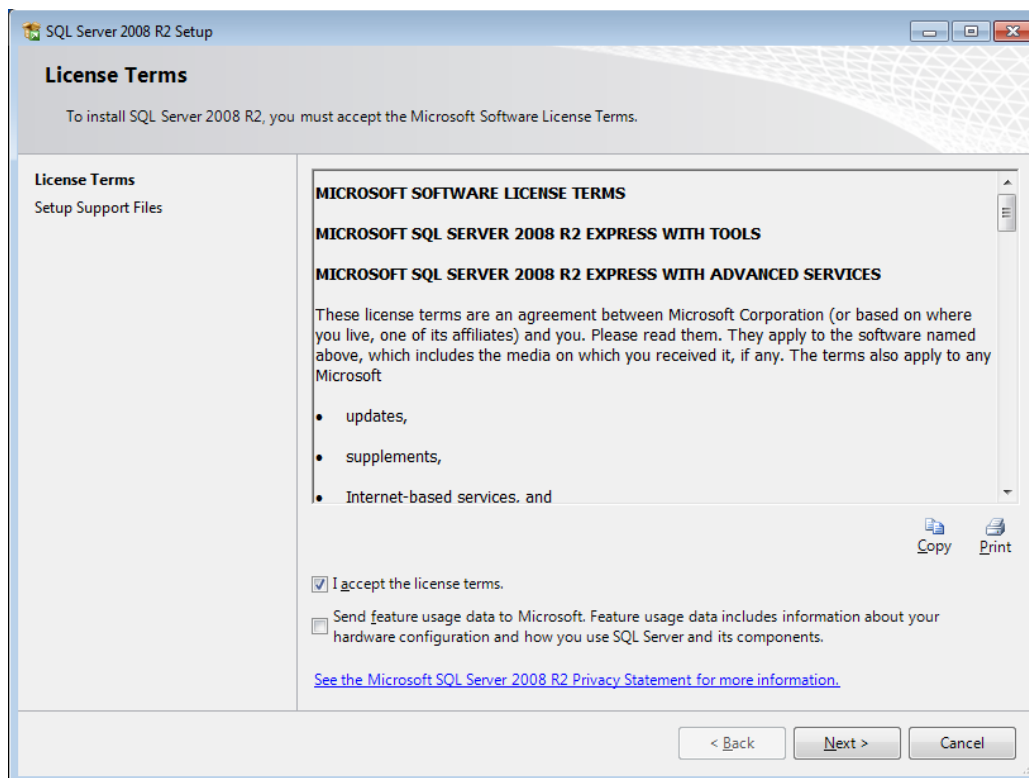 SQL Server 2008 R2 Setup
License Terms
To install SQL Server 2008 R2, you must accept the Microsoft Software License Terms.
License Terms
Setup Support Files
MICROSOFT SOFTWARE LICENSE TERMS
MICROSOFT SQL SERVER 2008 R2 EXPRESS WITH TOOLS
MICROSOFT SQL SERVER 2008 R2 EXPRESS WITH ADVANCED SERVICES
These license terms are an agreement between Microsoft Corporation (or based on where
you live, one of its affiliates) and you. Please read them. They apply to the software named
above, which includes the media on which you received it, if any. The terms also apply to any
Microsoft
• updates,
• supplements,
• Internet-based services, and
Copy Print
I accept the license terms.
Send feature usage data to Microsoft. Feature usage data includes information about your
hardware configuration and how you use SQL Server and its components.
See the Microsoft SQL Server 2008 R2 Privacy Statement for more information.
< Back Next > Cancel